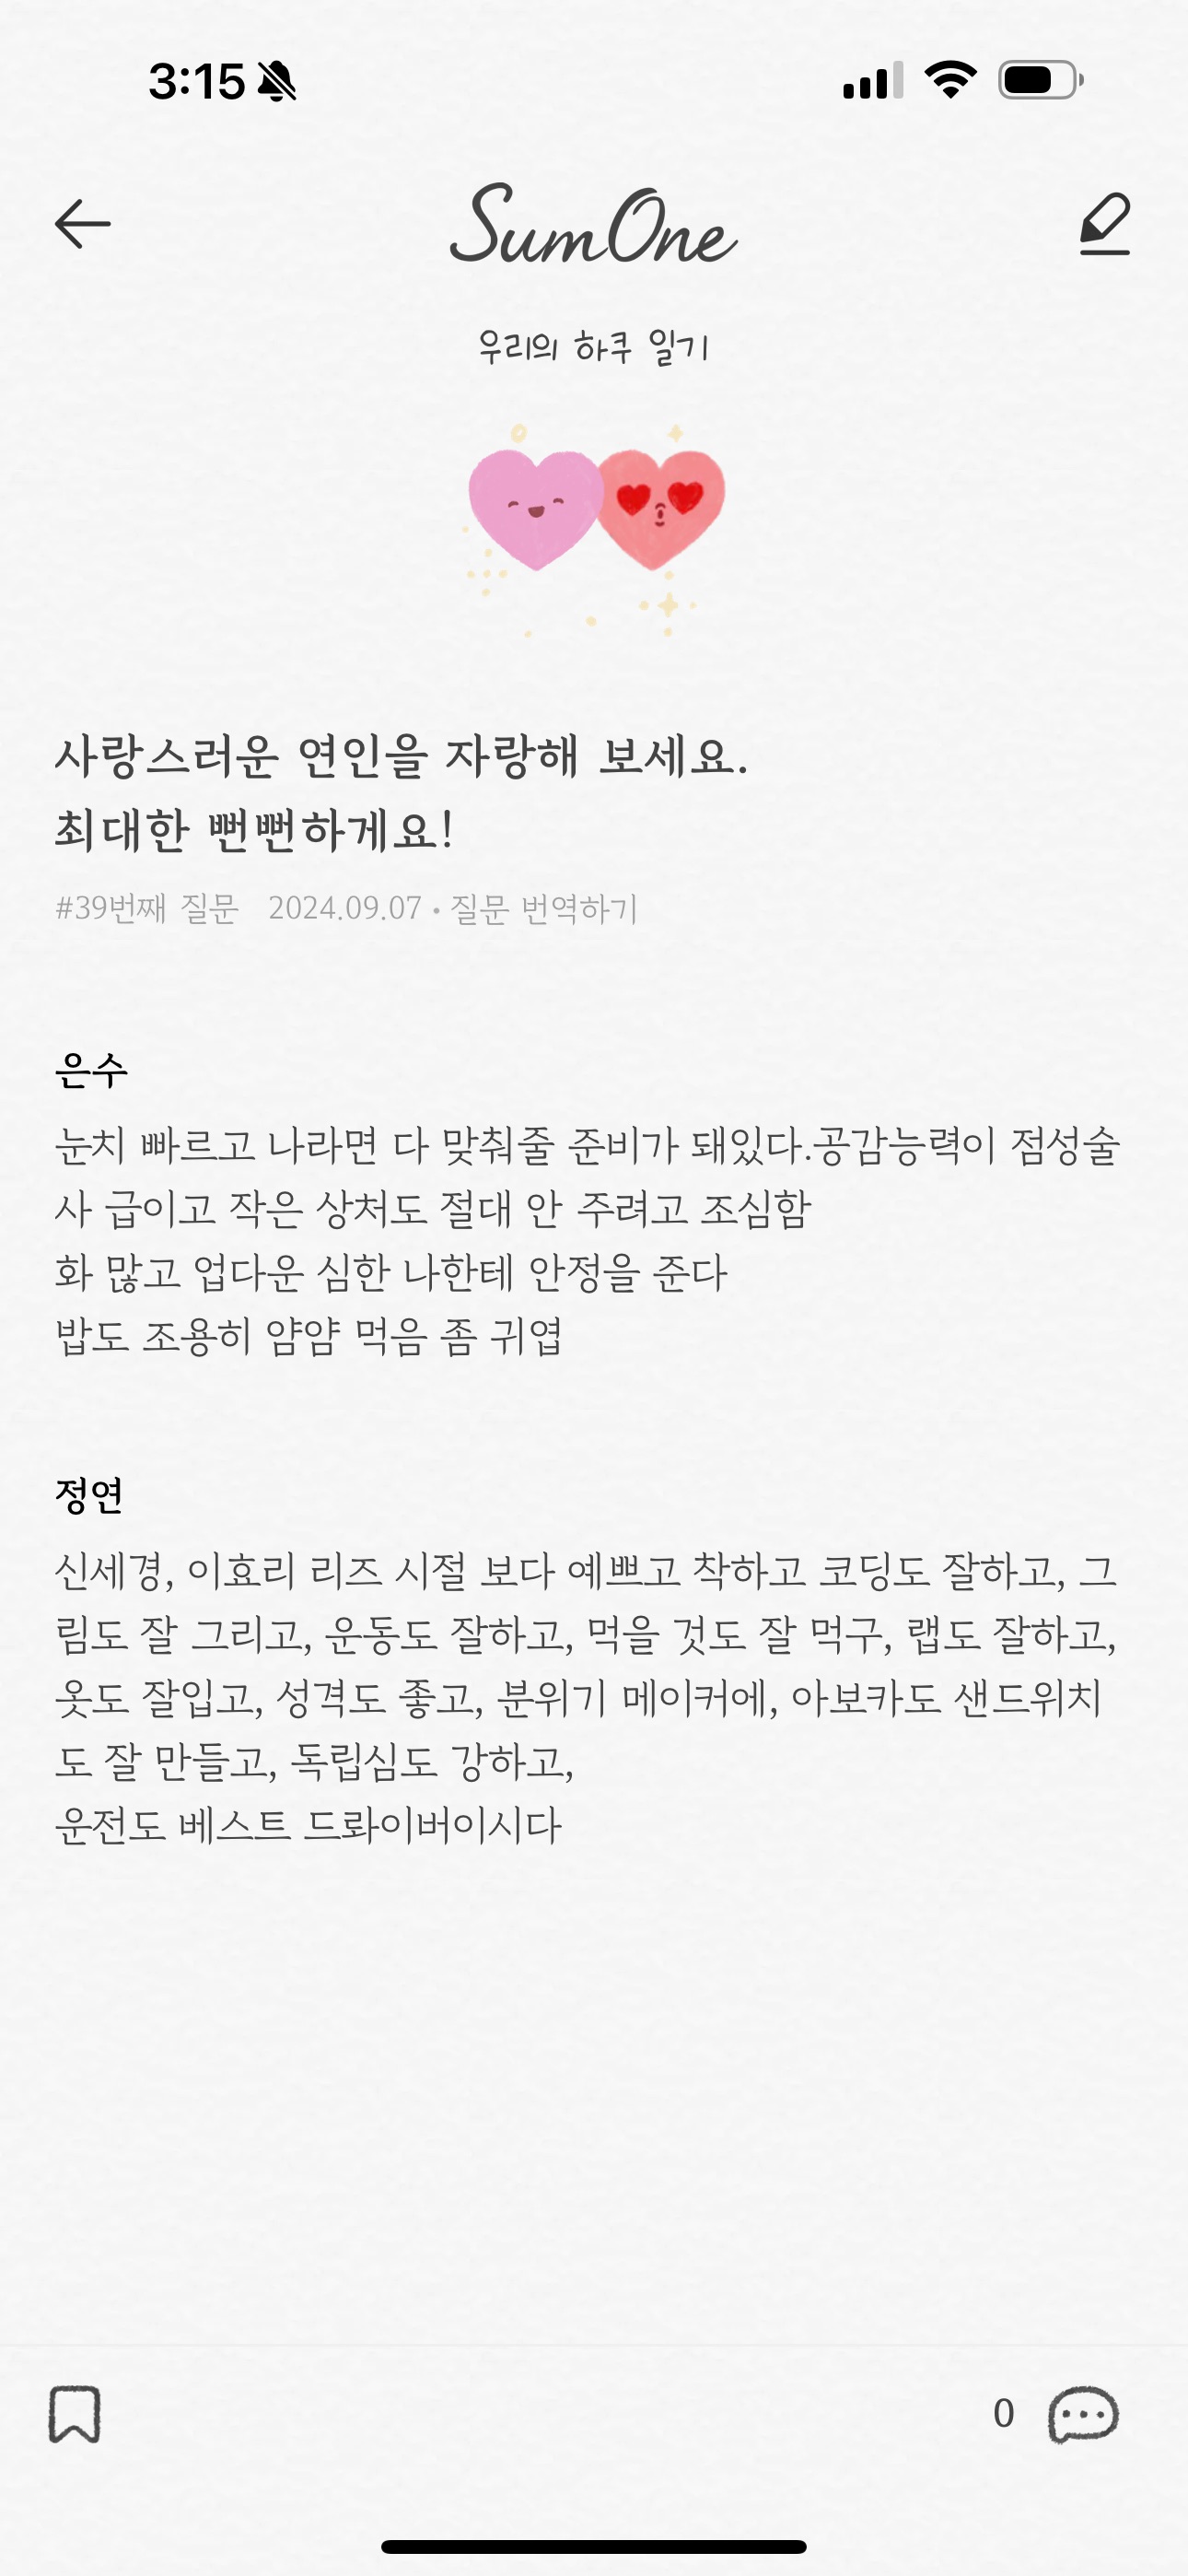 3:15
SumOne
우리의 하쿠 일기
사랑스러운 연인을 자랑해 보세요.
최대한 뻔뻔하게요!
#39번째 질문 2024.09.07 • 질문 번역하기
은수
눈치 빠르고 나라면 다 맞춰줄 준비가 돼있다.공감능력이 점성술
사 급이고 작은 상처도 절대 안 주려고 조심함
화 많고 업다운 심한 나한테 안정을 준다
밥도 조용히 얌얌 먹음 좀 귀엽
정연
신세경, 이효리 리즈 시절 보다 예쁘고 착하고 코딩도 잘하고, 그
림도 잘 그리고, 운동도 잘하고, 먹을 것도 잘 먹구, 랩도 잘하고,
옷도 잘입고, 성격도 좋고, 분위기 메이커에, 아보카도 샌드위치
도 잘 만들고, 독립심도 강하고,
운전도 베스트 드롸이버이시다
0